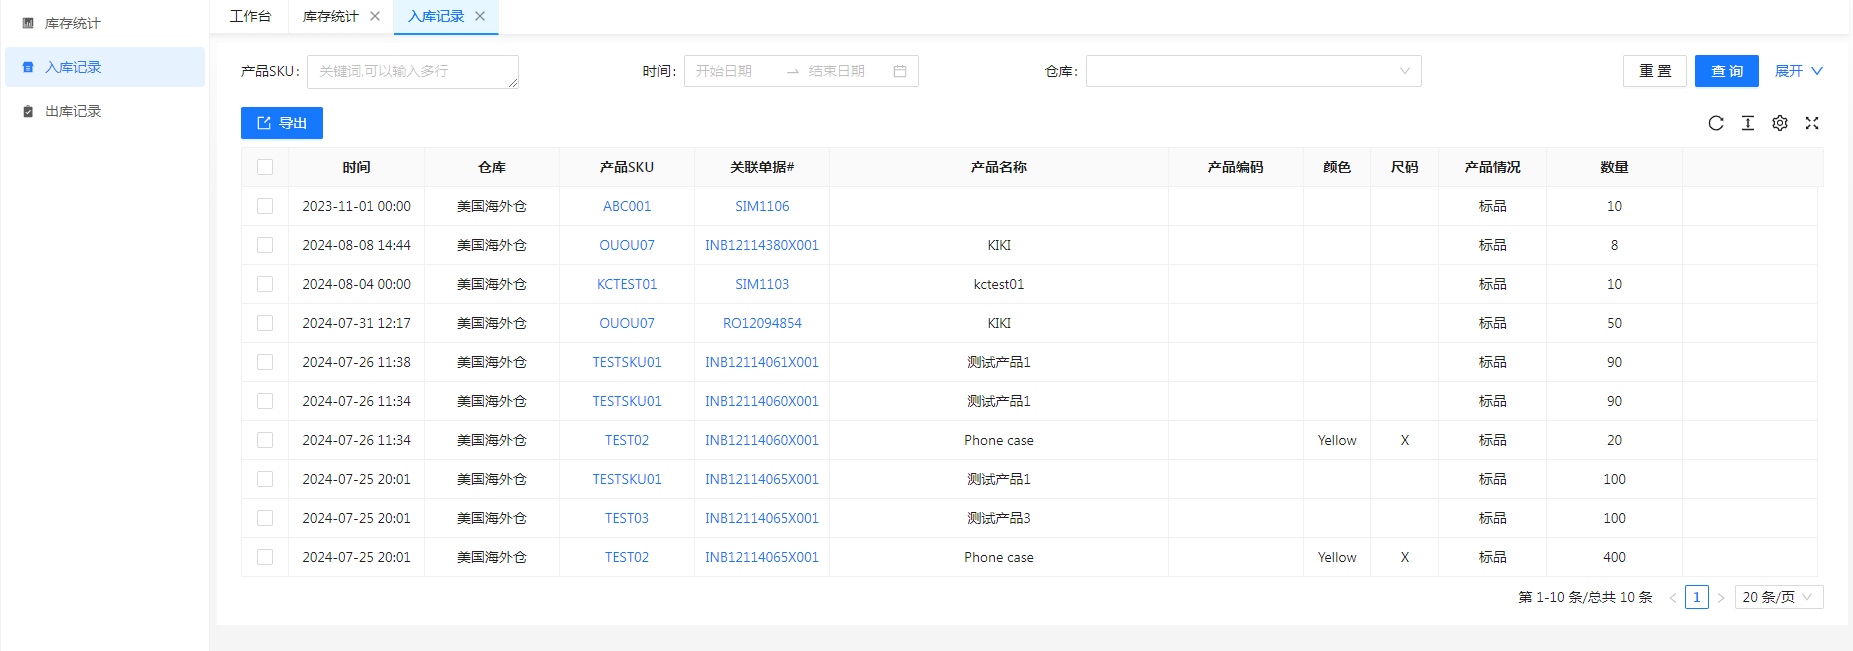 库存统计
入库记录
出库记录
工作台 库存统计 入库记录
产品SKU: 关键词,可以输入多行 时间: 开始日期 结束日期 仓库: 重 置 查 询 展开
导出
时间 仓库 产品SKU 关联单据# 产品名称 产品编码 颜色 尺码 产品情况 数量
2023-11-01 00:00 美国海外仓 ABC001 SIM1106 标品 10
2024-08-08 14:44 美国海外仓 OUOU07 INB12114380X001 KIKI 标品 8
2024-08-04 00:00 美国海外仓 KCTEST01 SIM1103 kctest01 标品 10
2024-07-31 12:17 美国海外仓 OUOU07 RO12094854 KIKI 标品 50
2024-07-26 11:38 美国海外仓 TESTSKU01 INB12114061X001 测试产品1 标品 90
2024-07-26 11:34 美国海外仓 TESTSKU01 INB12114060X001 测试产品1 标品 90
2024-07-26 11:34 美国海外仓 TEST02 INB12114060X001 Phone case Yellow X 标品 20
2024-07-25 20:01 美国海外仓 TESTSKU01 INB12114065X001 测试产品1 标品 100
2024-07-25 20:01 美国海外仓 TEST03 INB12114065X001 测试产品3 标品 100
2024-07-25 20:01 美国海外仓 TEST02 INB12114065X001 Phone case Yellow X 标品 400
第 1-10 条/总共 10 条 < 1 > 20 条/页